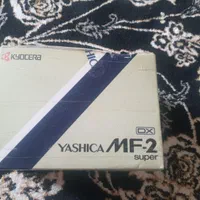 KYOCERA
DX
YASHICA MF-2
super